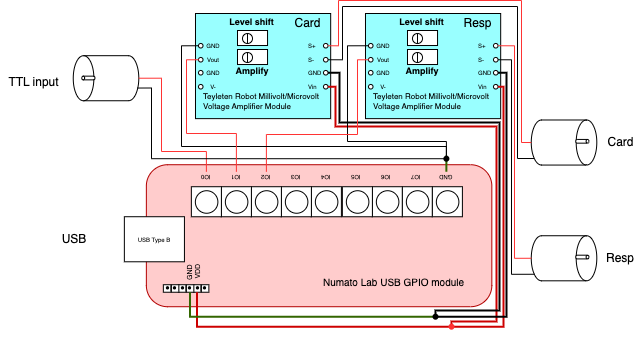 Level shift
Card
GND
Vout
GND
V-
S+
S-
GND
Vin
Amplify
Teyleten Robot Millivolt/Microvolt
Voltage Amplifier Module
Level shift
Resp
GND
Vout
GND
V-
S+
S-
GND
Vin
Amplify
Teyleten Robot Millivolt/Microvolt
Voltage Amplifier Module
TTL input
Card
Resp
IO0
IO1
IO2
IO3
IO4
IO5
IO6
IO7
GND
USB
USB Type B
GND
VDD
Numato Lab USB GPIO module